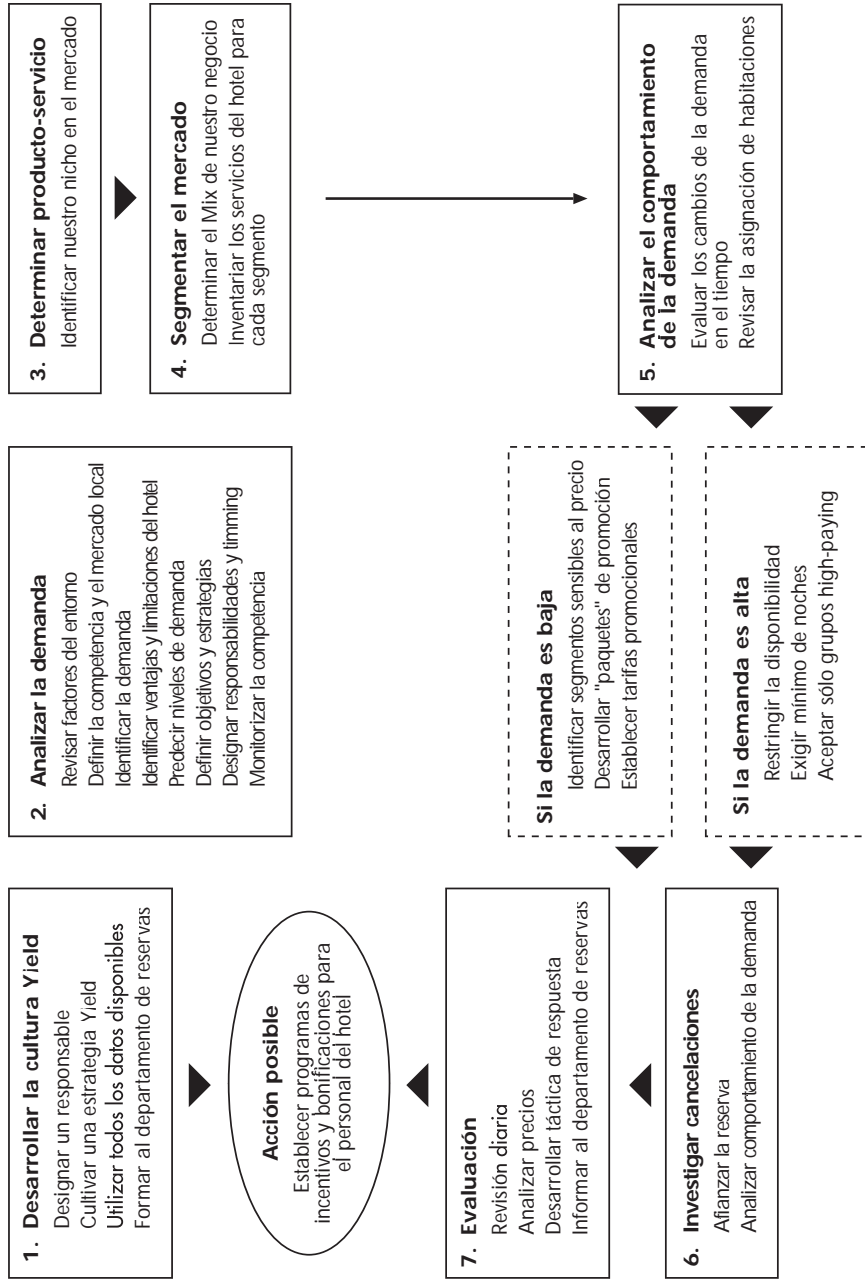 1. Desarrollar la cultura Yield
Designar un responsable
Cultivar una estrategia Yield
Utilizar todos los datos disponibles
Formar al departamento de reservas
Acción posible
Establecer programas de
incentivos y bonificaciones para
el personal del hotel
2. Analizar la demanda
Revisar factores del entorno
Definir la competencia y el mercado local
Identificar la demanda
Identificar ventajas y limitaciones del hotel
Predecir niveles de demanda
Definir objetivos y estrategias
Designar responsabilidades y timming
Monitorizar la competencia
3. Determinar producto-servicio
Identificar nuestro nicho en el mercado
4. Segmentar el mercado
Determinar el Mix de nuestro negocio
Inventariar los servicios del hotel para
cada segmento
5. Analizar el comportamiento
de la demanda
Evaluar los cambios de la demanda
en el tiempo
Revisar la asignación de habitaciones
Si la demanda es baja
Identificar segmentos sensibles al precio
Desarrollar "paquetes" de promoción
Establecer tarifas promocionales
Si la demanda es alta
Restringir la disponibilidad
Exigir mínimo de noches
Aceptar sólo grupos high-paying
6. Investigar cancelaciones
Afianzar la reserva
Analizar comportamiento de la demanda
7. Evaluación
Revisión diaria
Analizar precios
Desarrollar táctica de respuesta
Informar al departamento de reservas